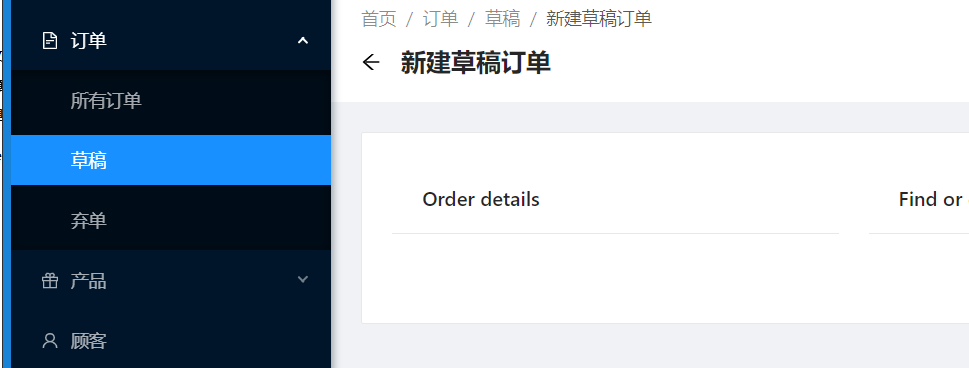 订单
所有订单
草稿
弃单
产品
顾客
首页 / 订单 / 草稿 / 新建草稿订单
新建草稿订单
Order details
Find or